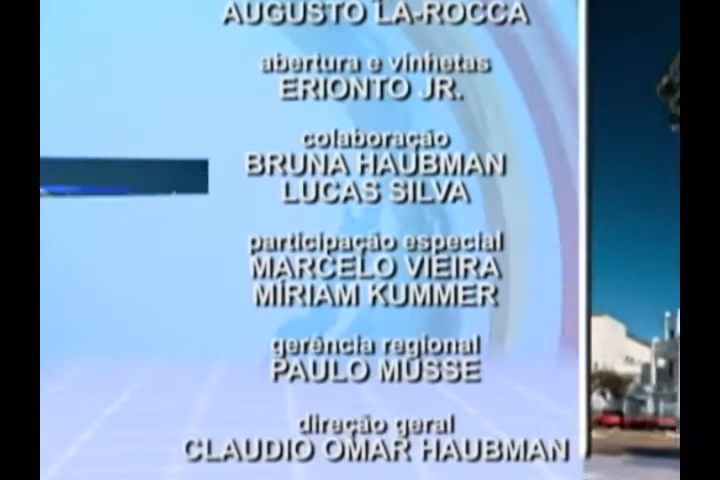 AUGUSTO LA-ROCCA
abertura e vinhetas
ERIONTO JR.
colaboração
BRUNA HAUBMAN
LUCAS SILVA
participação especial
MARCELO VIEIRA
MÍRIAM KUMMER
gerência regional
PAULO MUSSE
direção geral
CLAUDIO OMAR HAUBMAN